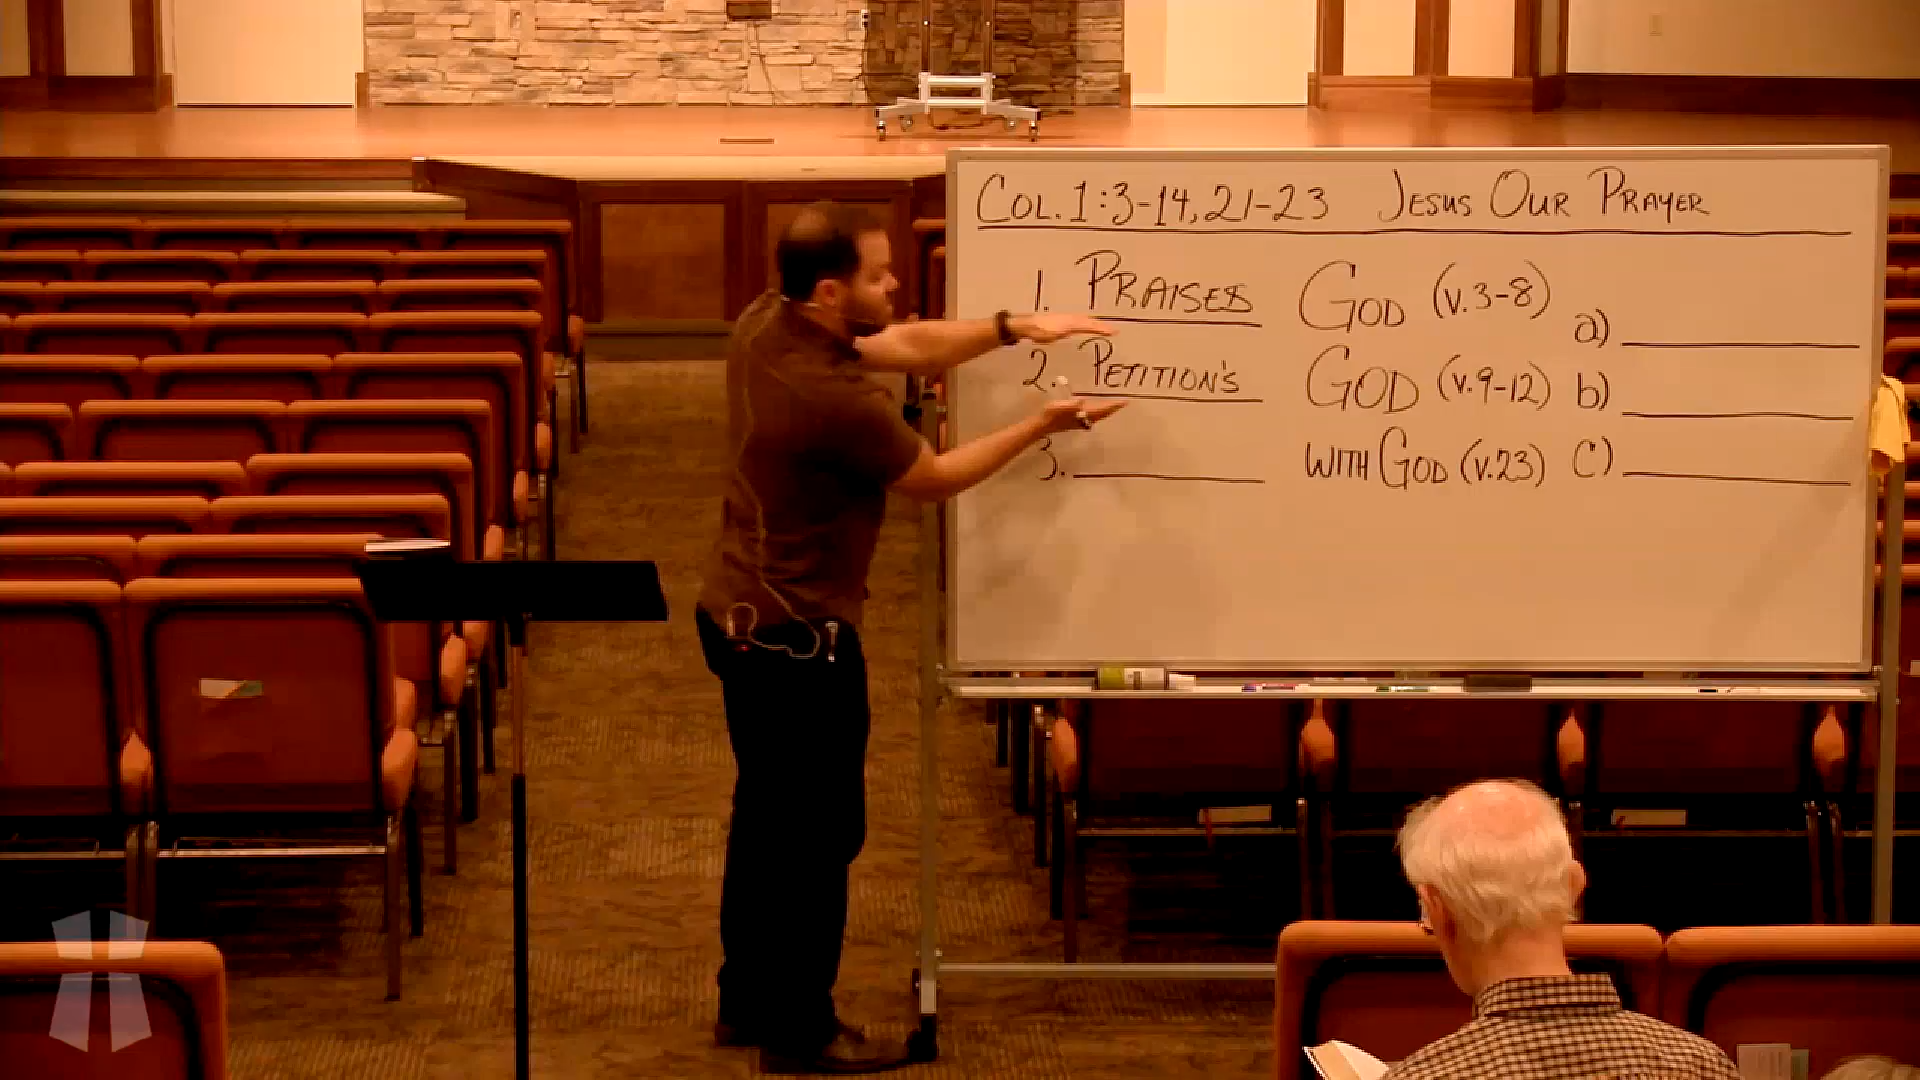 COL. 1:3-14, 21-23 JESUS OUR PRAYER
1. PRAISES GOD (v.3-8) a)
2. PETITION'S GOD (v.9-12) b)
3. WITH GOD (v.23) c)